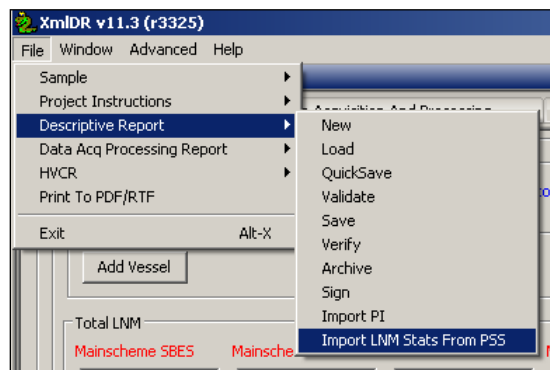 XmlDR v11.3 (r3325)
File Window Advanced Help
Sample
Project Instructions
Descriptive Report
Data Acq Processing Report
HVCR
Print To PDF/RTF
Exit Alt-X
New
Load
QuickSave
Validate
Save
Verify
Archive
Sign
Import PI
Import LNM Stats From PSS
Add Vessel
Total LNM
Mainscheme SBES